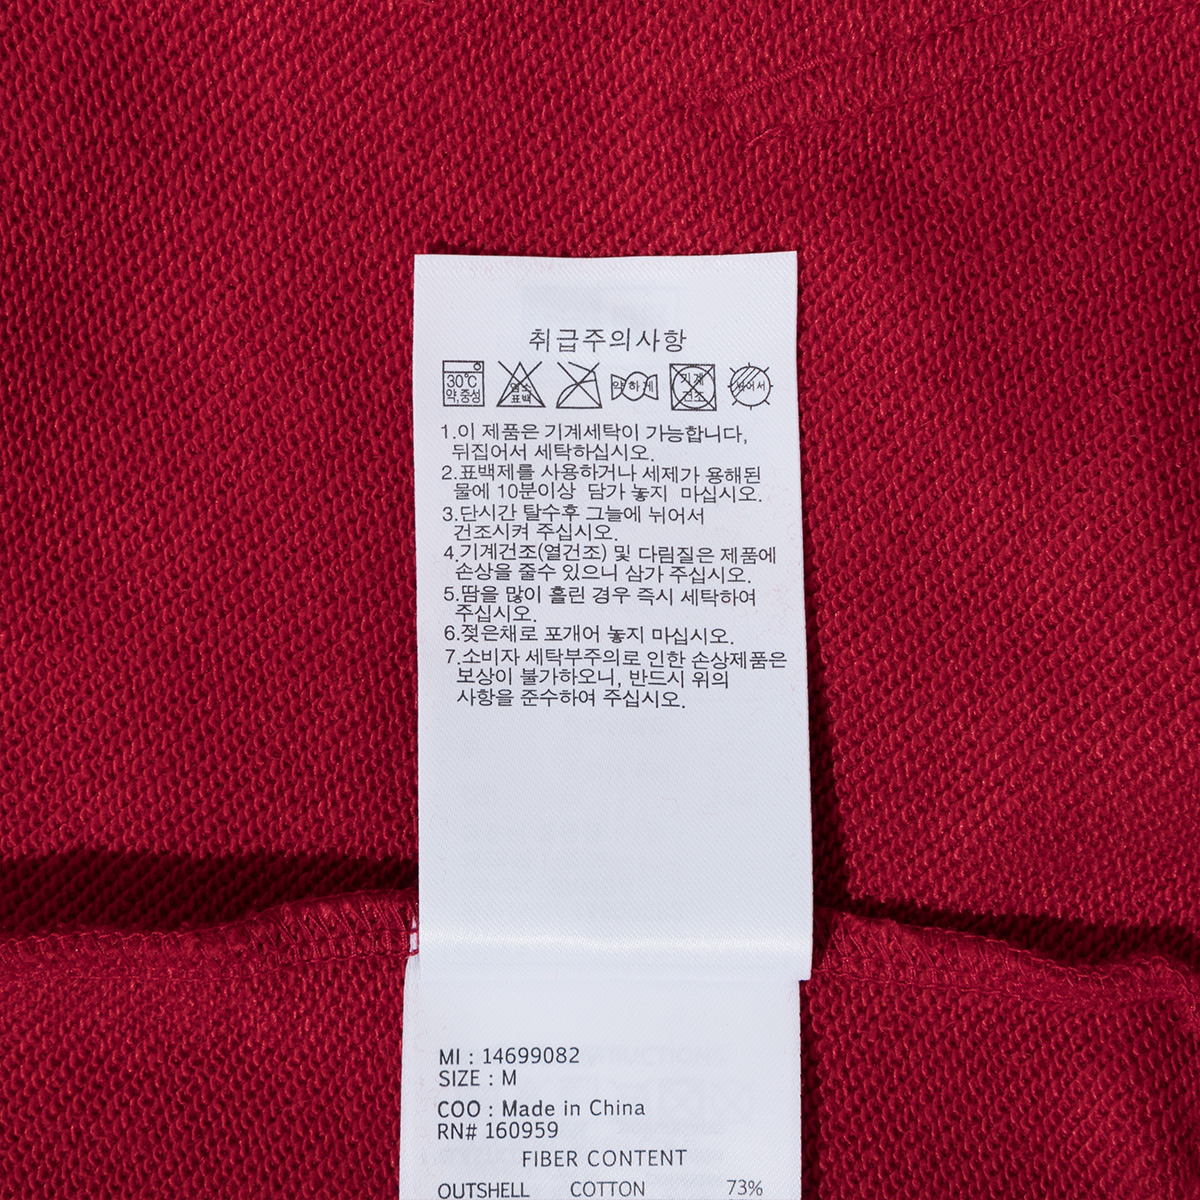 취급주의사항
30℃
약,중성
염소
표백
약하게
기계
건조
뉘어서
1.이 제품은 기계세탁이 가능합니다,
뒤집어서 세탁하십시오.
2.표백제를 사용하거나 세제가 용해된
물에 10분이상 담가 놓지 마십시오.
3.단시간 탈수후 그늘에 뉘어서
건조시켜 주십시오.
4.기계건조(열건조) 및 다림질은 제품에
손상을 줄수 있으니 삼가 주십시오.
5.땀을 많이 흘린 경우 즉시 세탁하여
주십시오.
6.젖은채로 포개어 놓지 마십시오.
7.소비자 세탁부주의로 인한 손상제품은
보상이 불가하오니, 반드시 위의
사항을 준수하여 주십시오.
MI : 14699082
SIZE : M
COO : Made in China
RN# 160959
FIBER CONTENT
OUTSHELL COTTON 73%